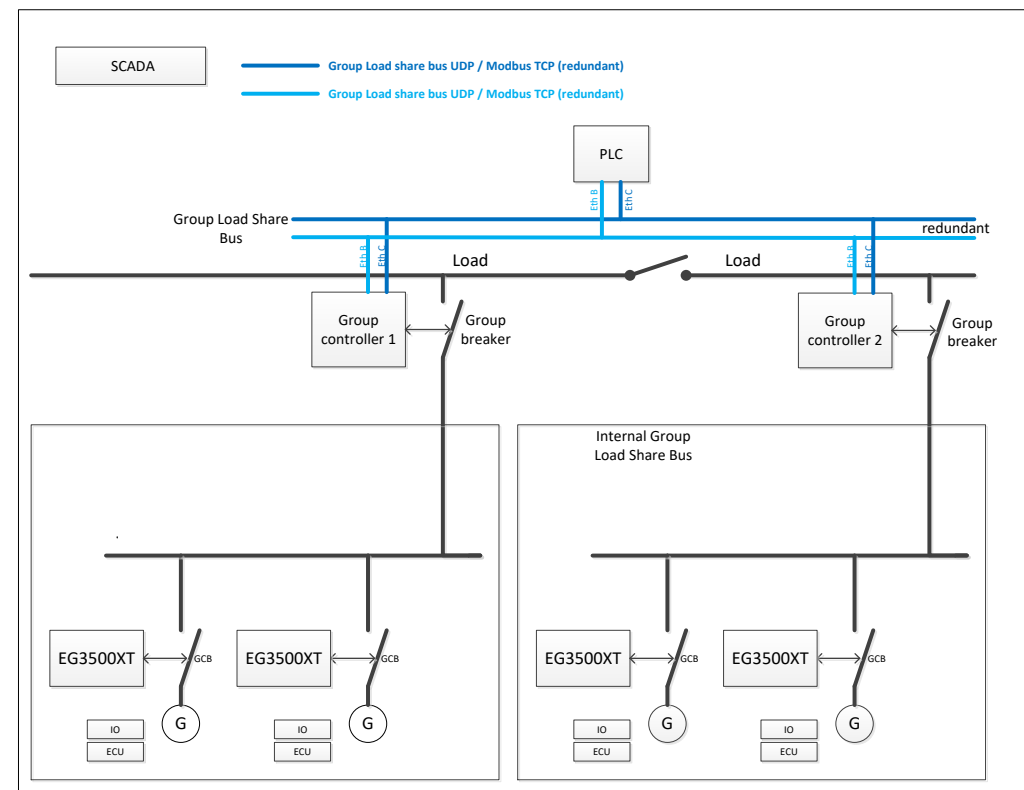 SCADA
Group Load share bus UDP / Modbus TCP (redundant)
Group Load share bus UDP / Modbus TCP (redundant)
PLC
Eth B
Eth C
Group Load Share
Bus
redundant
Eth B
Eth C
Load
Load
Eth B
Eth C
Group
controller 1
Group
breaker
Group
controller 2
Group
breaker
Internal Group
Load Share Bus
.
EG3500XT
GCB
EG3500XT
GCB
EG3500XT
GCB
EG3500XT
GCB
G
G
G
G
IO
IO
IO
IO
ECU
ECU
ECU
ECU